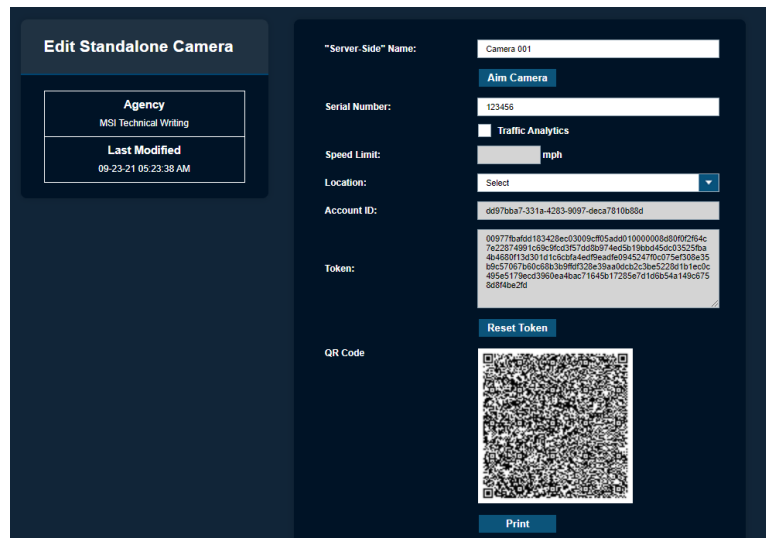 Edit Standalone Camera
Agency
MSI Technical Writing
Last Modified
09-23-21 05:23:38 AM
"Server-Side" Name:
Camera 001
Aim Camera
Serial Number:
123456
Traffic Analytics
Speed Limit:
mph
Location:
Select
Account ID:
dd97bba7-331a-4283-9097-deca7810b88d
Token:
00977fbafdd183428ec03009cff05add010000008d80f0f2f64c
7e22874991c69c9fcd3f57dd8b974ed5b19bbd45dc03525fba
4b4680f13d301d1c6cbfa4edf9eadfe0945247f0c075ef308e35
b9c57067b60c68b3b9ffdf328e39aa0dcb2c3be5228d1b1ec0c
495e5179ecd3960ea4bac71645b17285e7d1d6b54a149c675
8d8f4be2fd
Reset Token
QR Code
Print